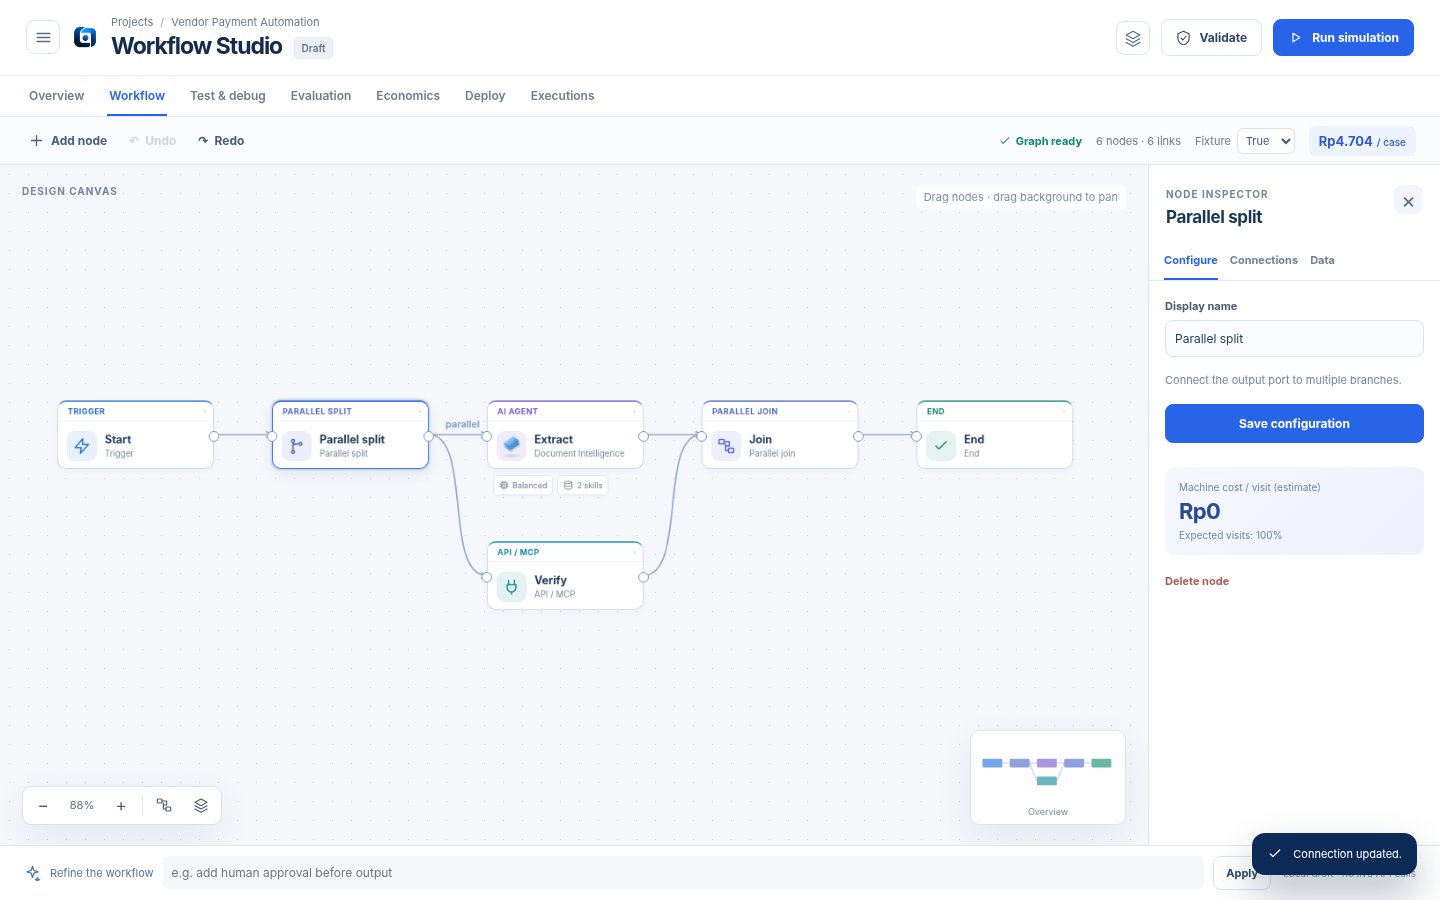 Projects / Vendor Payment Automation
Workflow Studio
Draft
Validate
Run simulation
Overview
Workflow
Test & debug
Evaluation
Economics
Deploy
Executions
Add node
Undo
Redo
Graph ready
6 nodes · 6 links
Fixture
True
Rp4.704 / case
DESIGN CANVAS
Drag nodes · drag background to pan
TRIGGER
Start
Trigger
PARALLEL SPLIT
Parallel split
Parallel split
parallel
AI AGENT
Extract
Document Intelligence
Balanced
2 skills
PARALLEL JOIN
Join
Parallel join
END
End
End
API / MCP
Verify
API / MCP
88%
Overview
NODE INSPECTOR
Parallel split
Configure
Connections
Data
Display name
Parallel split
Connect the output port to multiple branches.
Save configuration
Machine cost / visit (estimate)
Rp0
Expected visits: 100%
Delete node
Refine the workflow
e.g. add human approval before output
Apply
Connection updated.